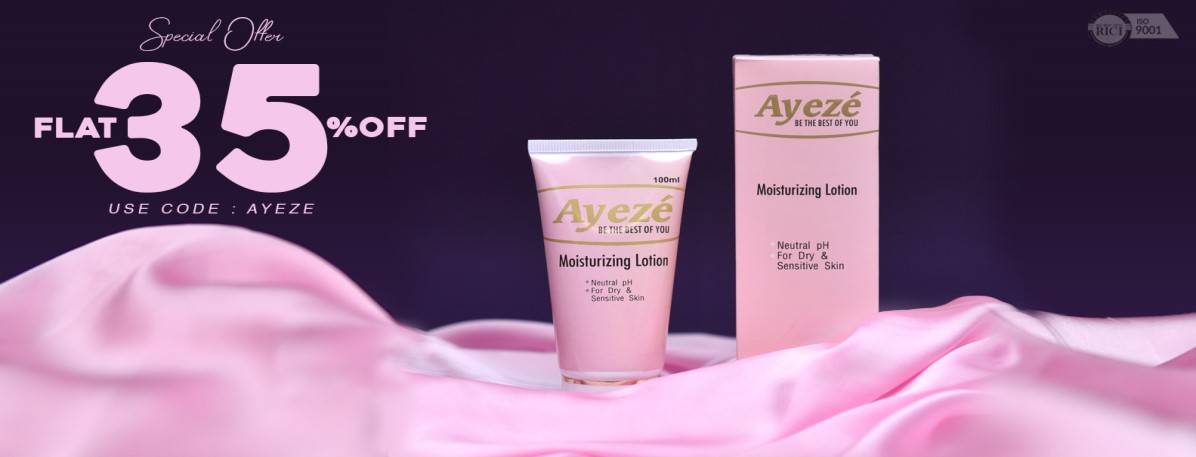 Special Offer
FLAT 35 %OFF
USE CODE : AYEZE
RICI
ISO
9001
100ml
Ayezé
BE THE BEST OF YOU
Moisturizing Lotion
Neutral pH
For Dry &
Sensitive Skin
Ayezé
BE THE BEST OF YOU
Moisturizing Lotion
Neutral pH
For Dry &
Sensitive Skin